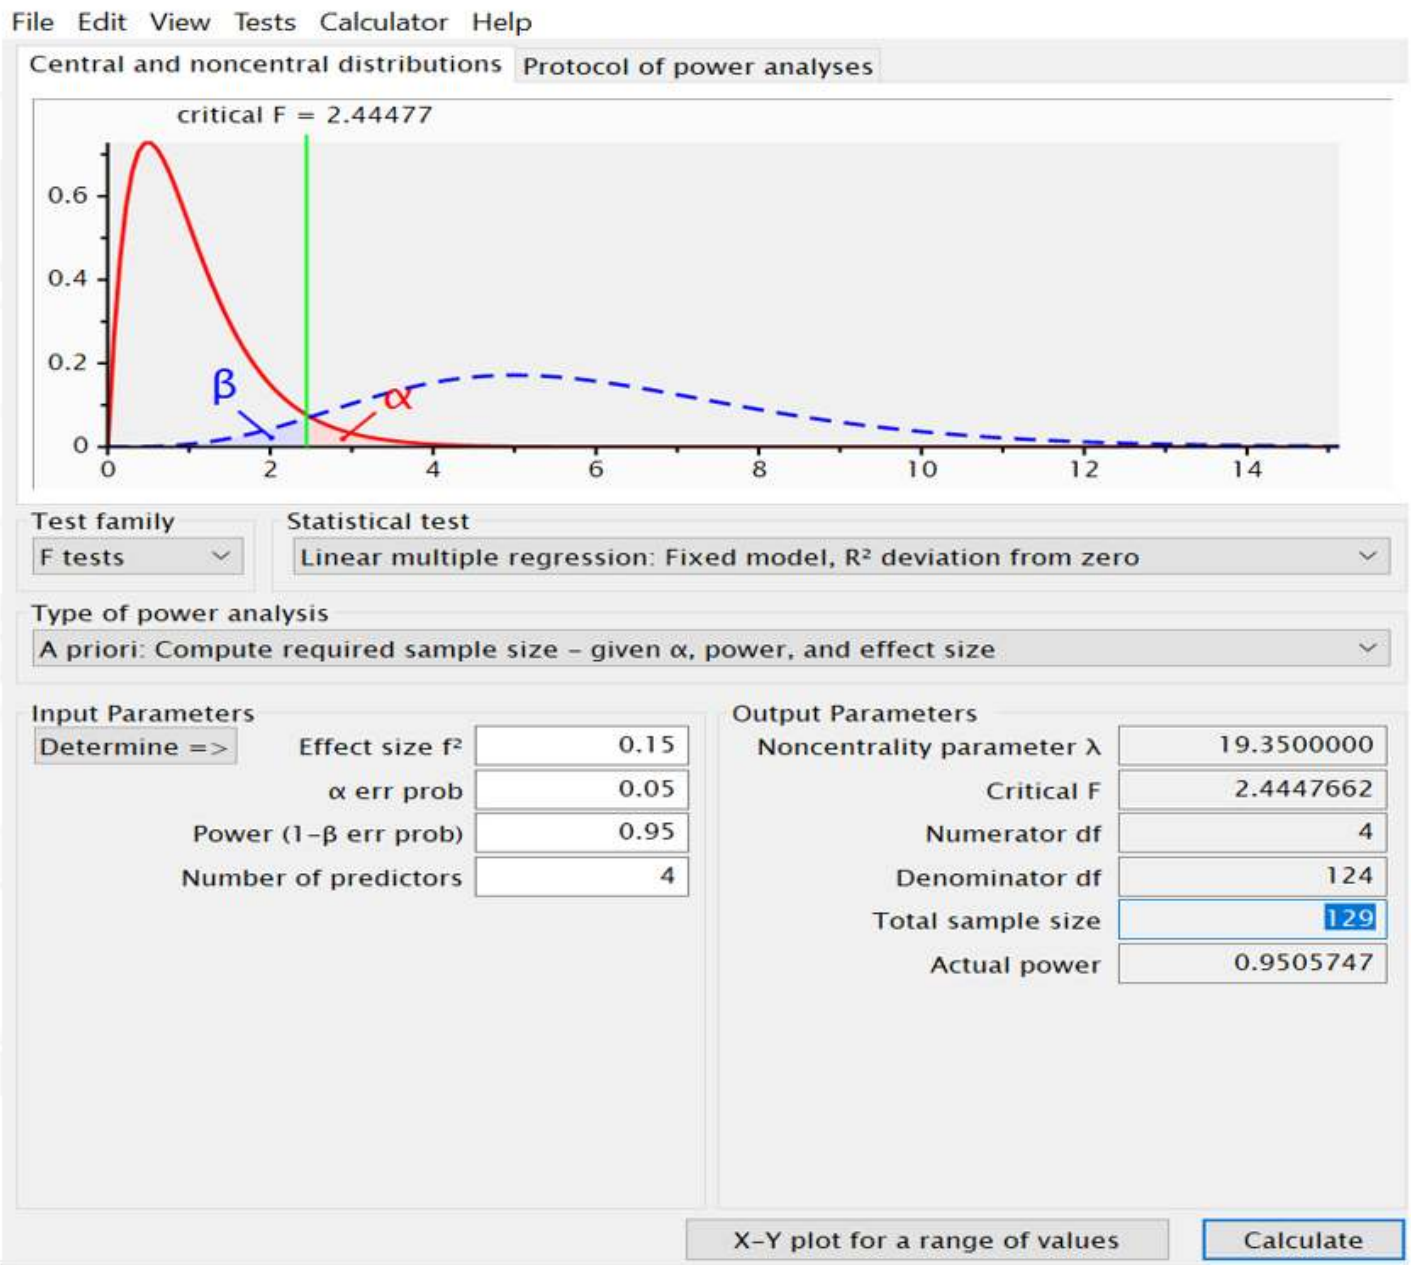 File Edit View Tests Calculator Help
Central and noncentral distributions Protocol of power analyses
critical F = 2.44477
0.6
0.4
0.2
0
β
α
0 2 4 6 8 10 12 14
Test family Statistical test
F tests Linear multiple regression: Fixed model, R² deviation from zero
Type of power analysis
A priori: Compute required sample size – given α, power, and effect size
Input Parameters Output Parameters
Determine => Effect size f² 0.15 Noncentrality parameter λ 19.3500000
α err prob 0.05 Critical F 2.4447662
Power (1-β err prob) 0.95 Numerator df 4
Number of predictors 4 Denominator df 124
Total sample size 129
Actual power 0.9505747
X-Y plot for a range of values Calculate